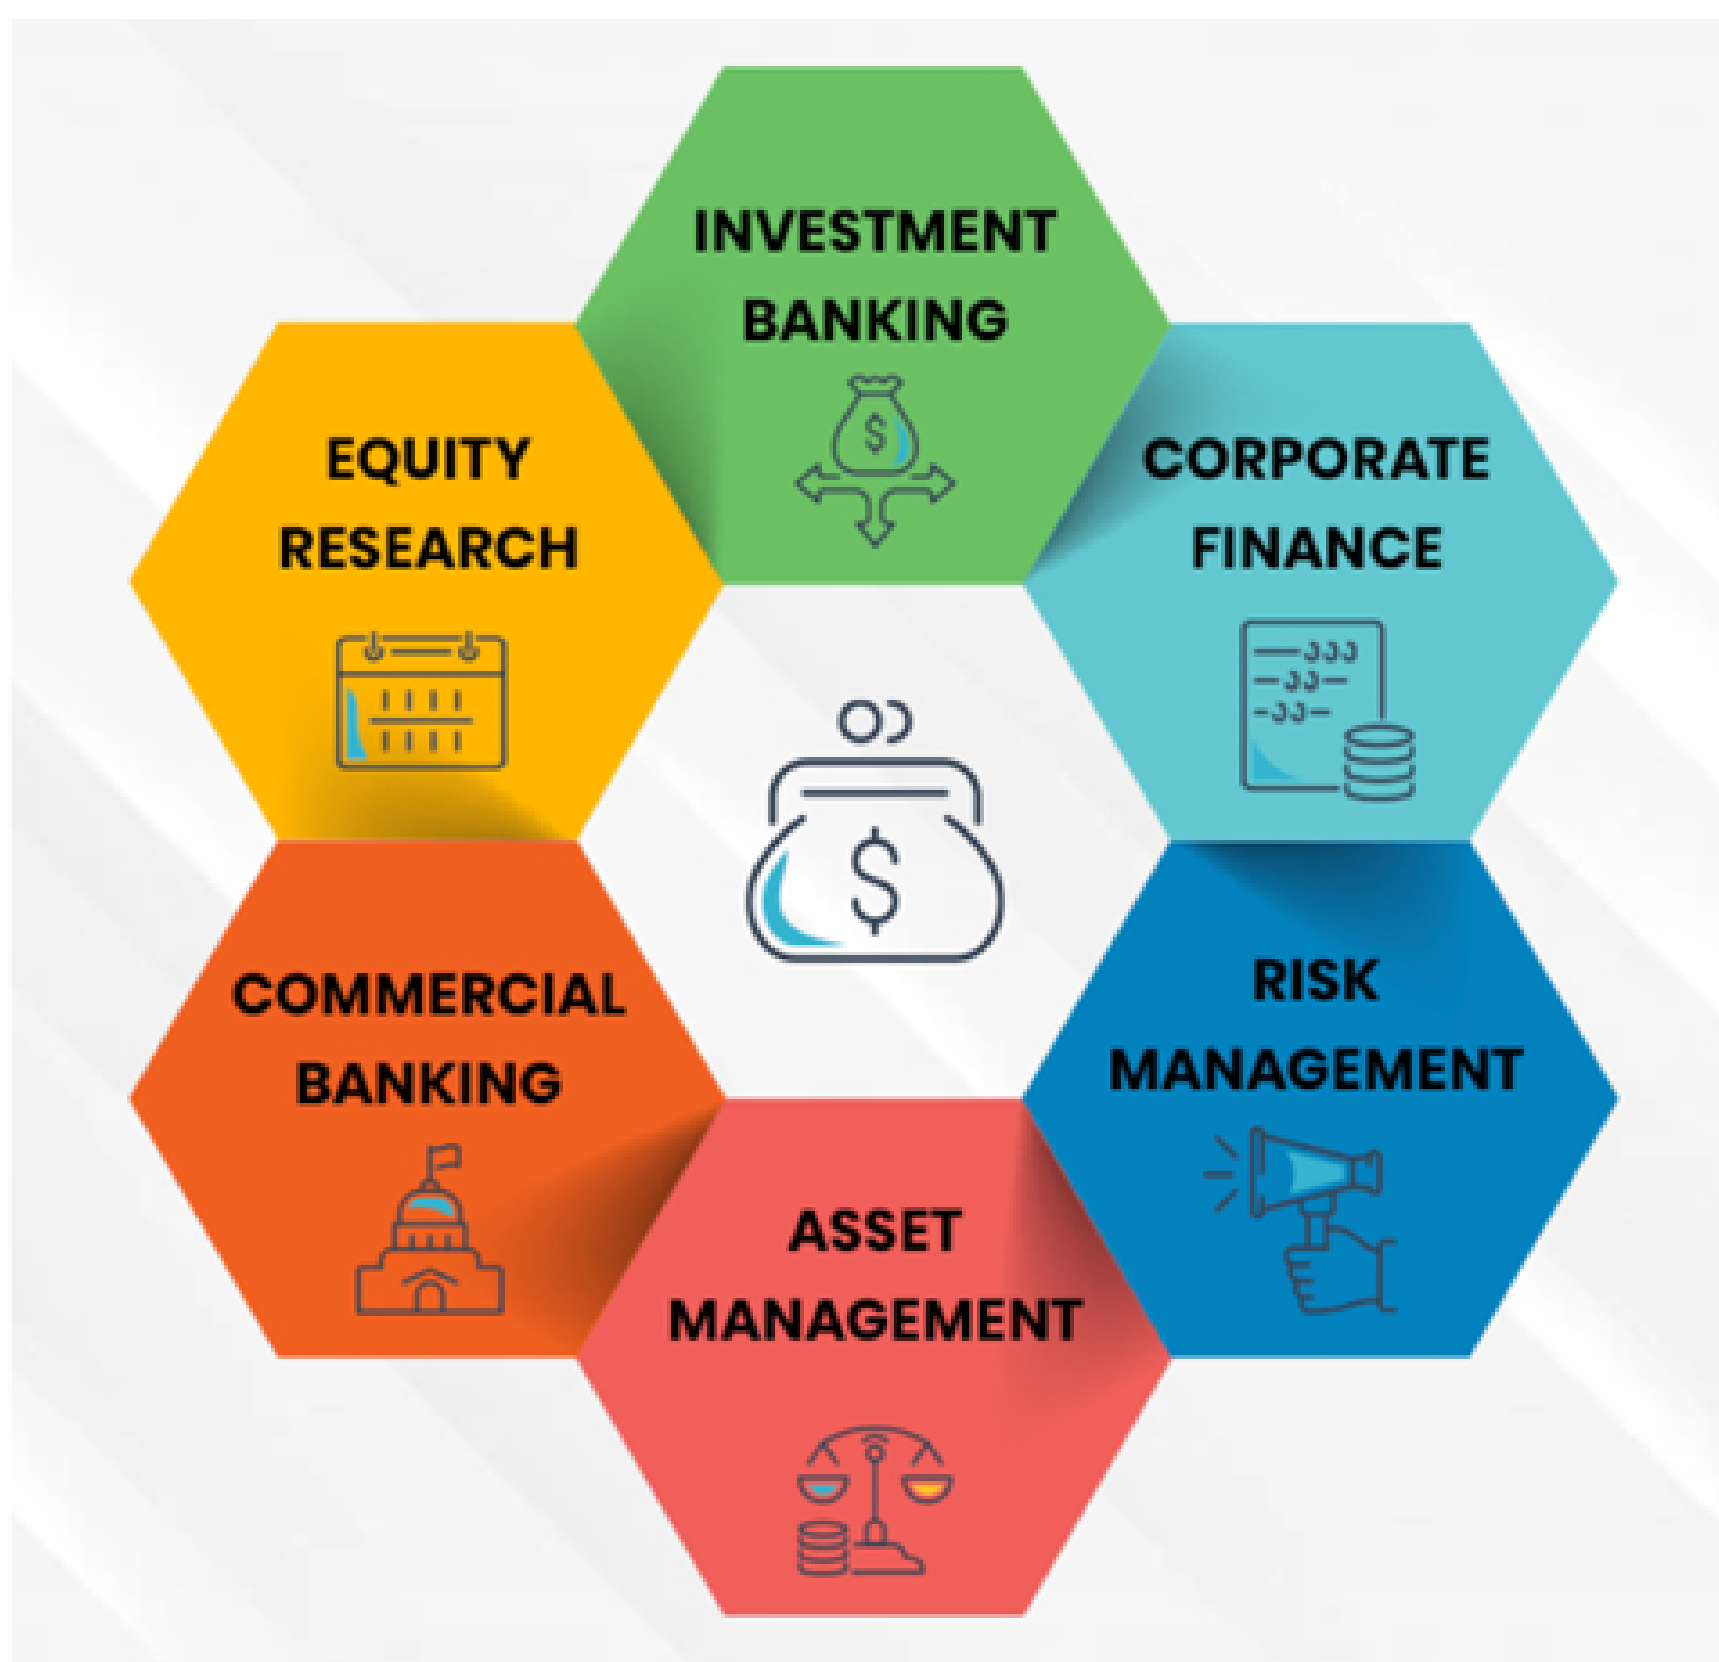 INVESTMENT
BANKING
$
EQUITY
RESEARCH
CORPORATE
FINANCE
$
COMMERCIAL
BANKING
RISK
MANAGEMENT
ASSET
MANAGEMENT